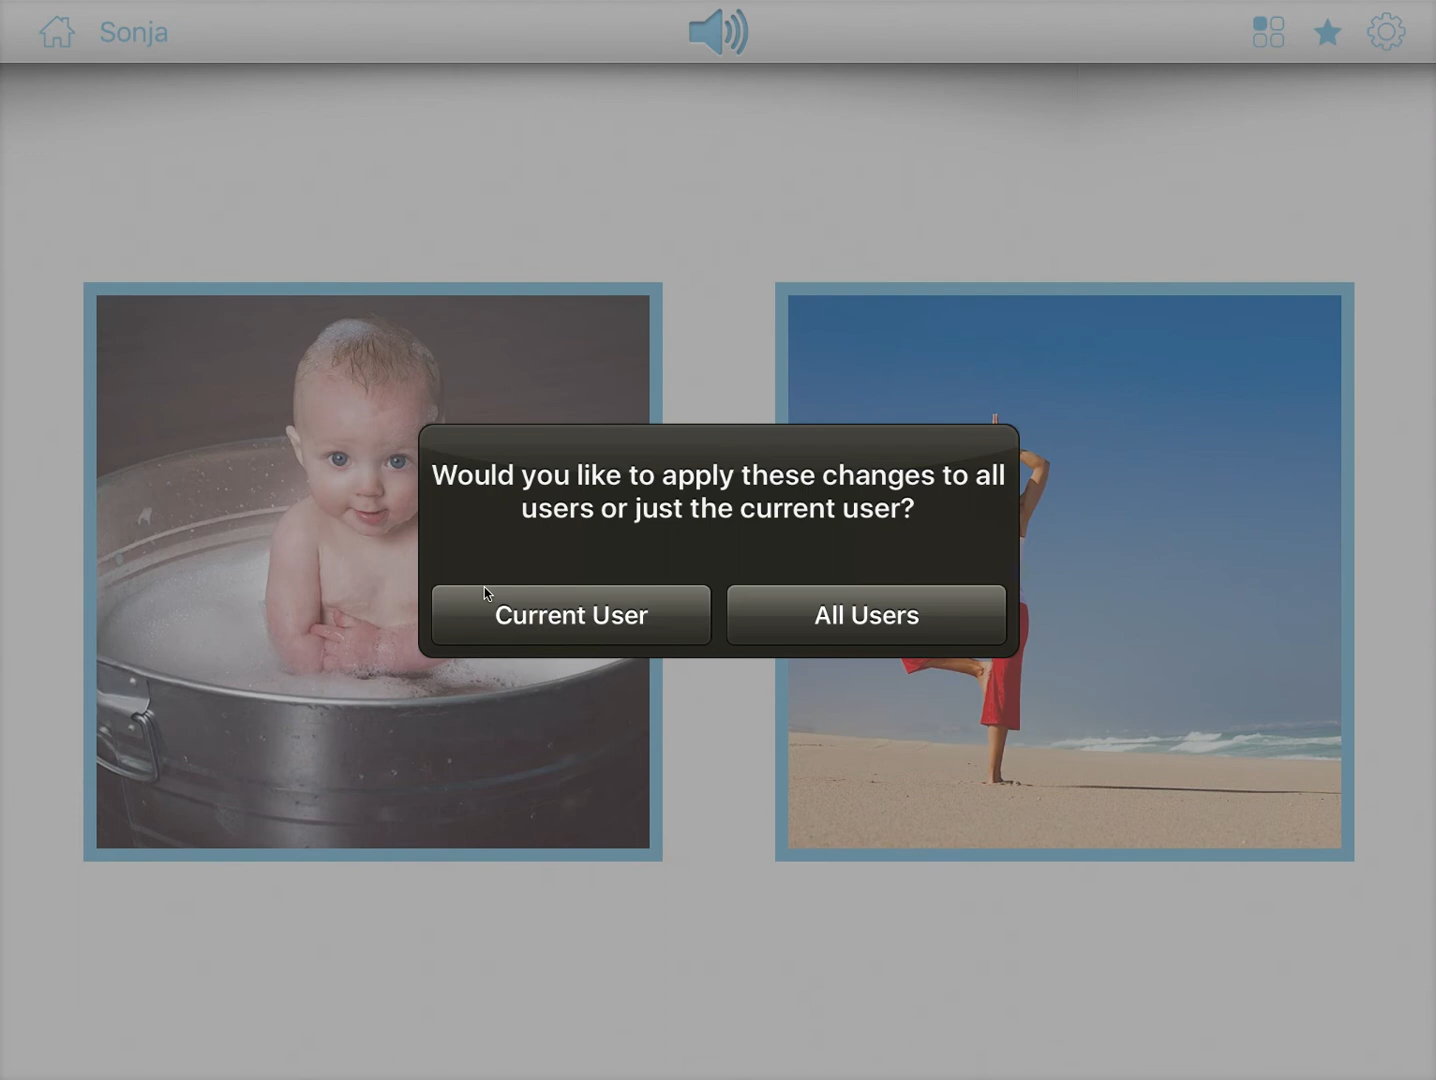 Sonja
Would you like to apply these changes to all
users or just the current user?
Current User
All Users